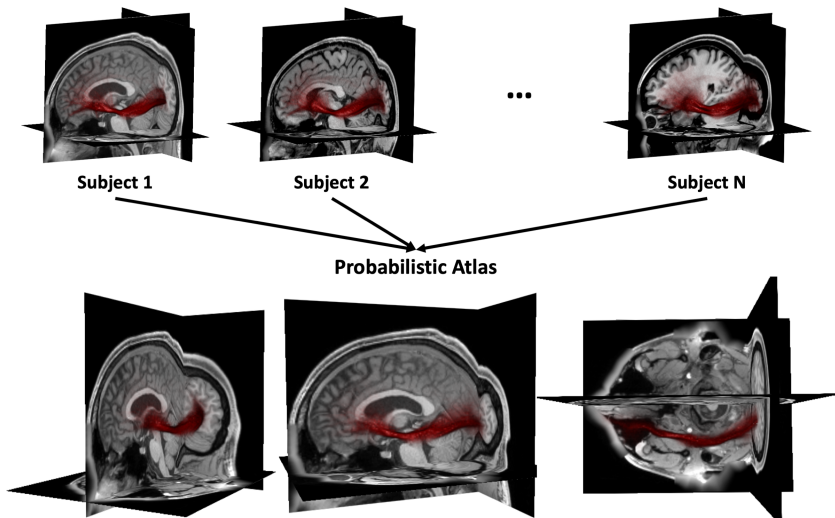 Subject 1
Subject 2
...
Subject N
Probabilistic Atlas